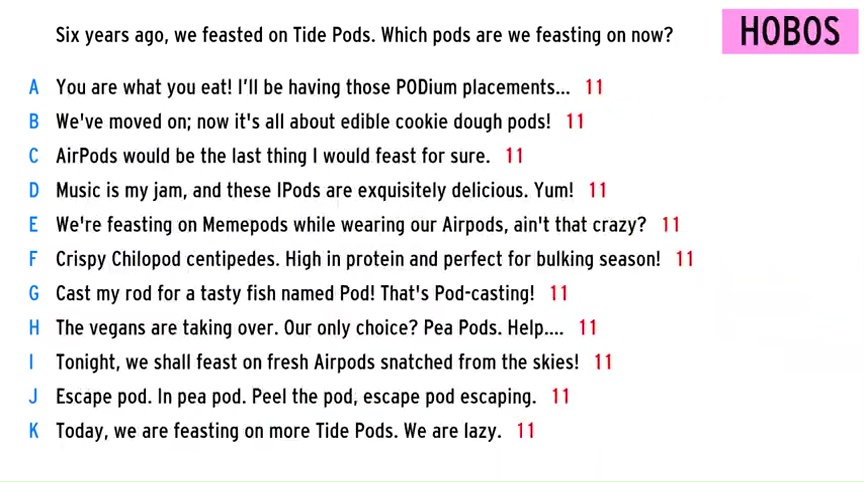 Six years ago, we feasted on Tide Pods. Which pods are we feasting on now?
HOBOS
A You are what you eat! I'll be having those PODium placements... 11
B We've moved on; now it's all about edible cookie dough pods! 11
C AirPods would be the last thing I would feast for sure. 11
D Music is my jam, and these IPods are exquisitely delicious. Yum! 11
E We're feasting on Memepods while wearing our Airpods, ain't that crazy? 11
F Crispy Chilopod centipedes. High in protein and perfect for bulking season! 11
G Cast my rod for a tasty fish named Pod! That's Pod-casting! 11
H The vegans are taking over. Our only choice? Pea Pods. Help.... 11
I Tonight, we shall feast on fresh Airpods snatched from the skies! 11
J Escape pod. In pea pod. Peel the pod, escape pod escaping. 11
K Today, we are feasting on more Tide Pods. We are lazy. 11